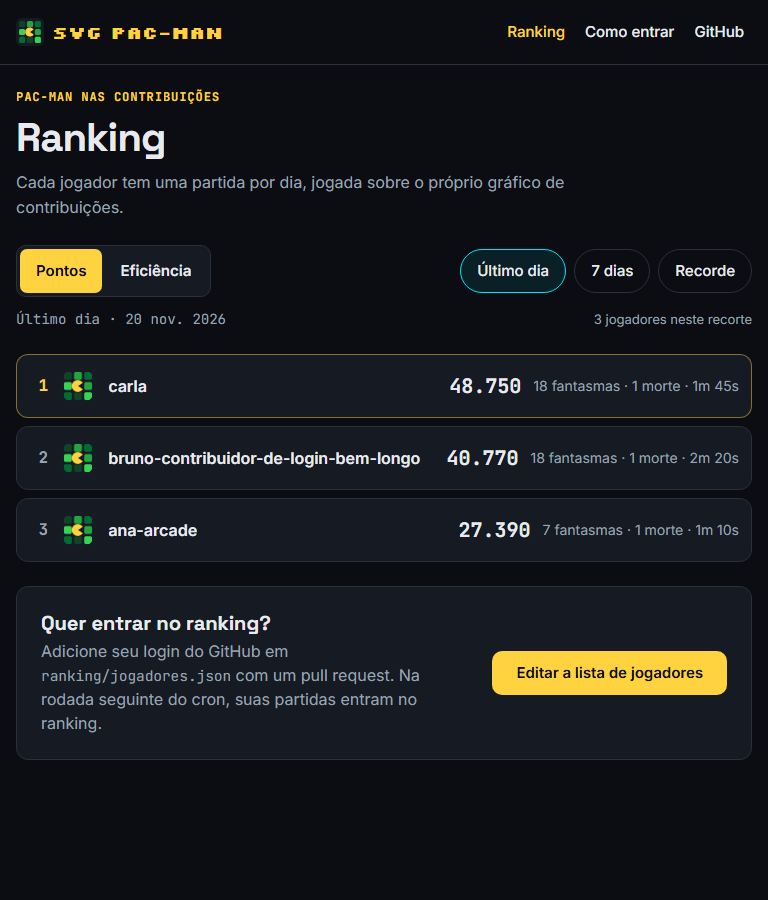 SVG PAC-MAN
Ranking Como entrar GitHub
PAC-MAN NAS CONTRIBUIÇÕES
Ranking
Cada jogador tem uma partida por dia, jogada sobre o próprio gráfico de
contribuições.
Pontos Eficiência Último dia 7 dias Recorde
Último dia · 20 nov. 2026 3 jogadores neste recorte
1 carla 48.750 18 fantasmas · 1 morte · 1m 45s
2 bruno-contribuidor-de-login-bem-longo 40.770 18 fantasmas · 1 morte · 2m 20s
3 ana-arcade 27.390 7 fantasmas · 1 morte · 1m 10s
Quer entrar no ranking?
Adicione seu login do GitHub em
ranking/jogadores.json com um pull request. Na
rodada seguinte do cron, suas partidas entram no
ranking.
Editar a lista de jogadores